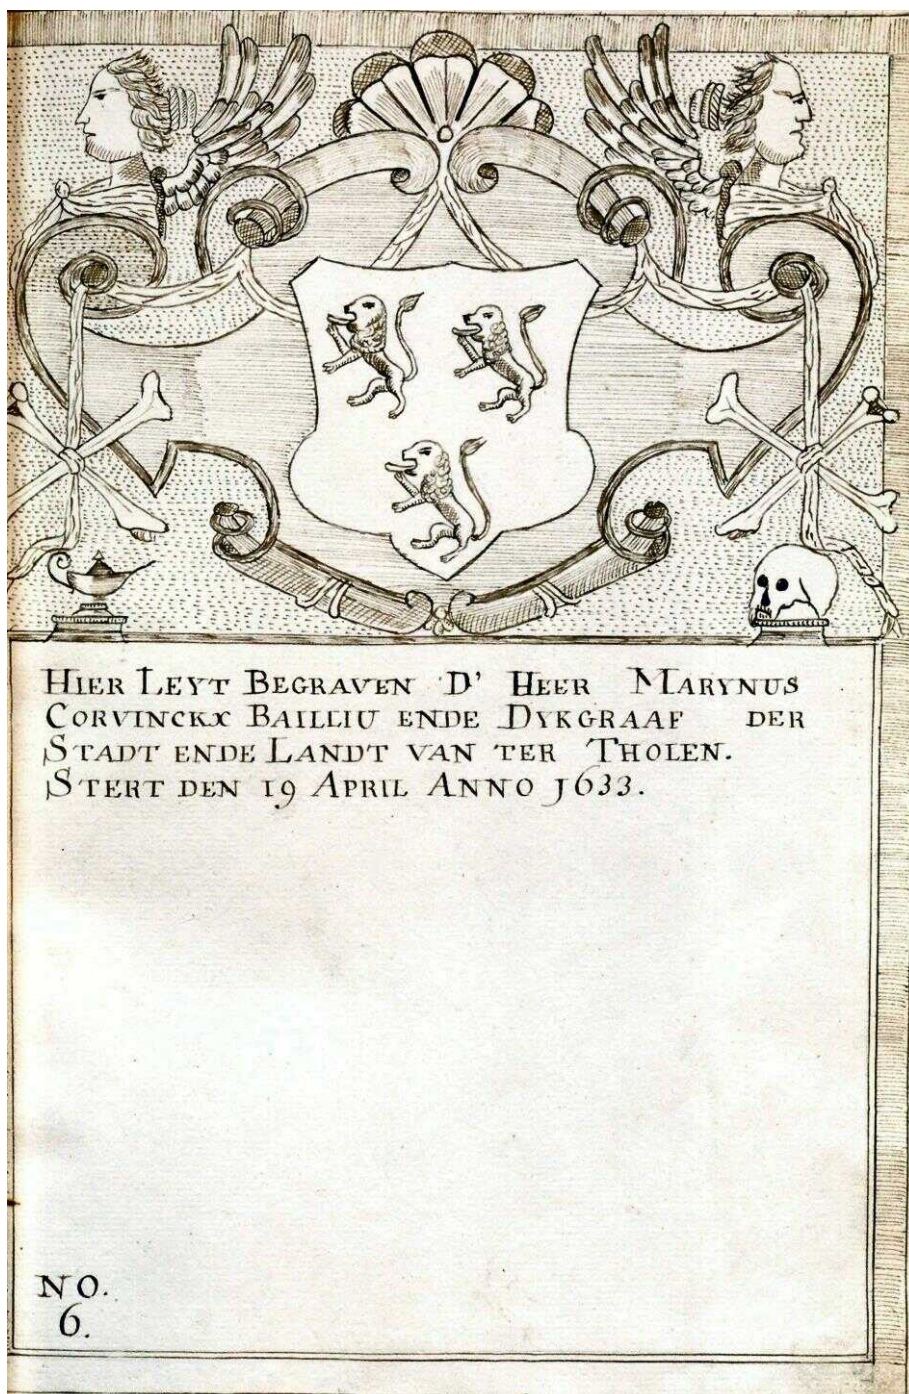 HIER LEYT BEGRAVEN D' HEER MARYNUS
CORVINCKX BAILLIU ENDE DYKGRAAF DER
STADT ENDE LANDT VAN TER THOLEN.
STERT DEN 19 APRIL ANNO 1633.
NO.
6.